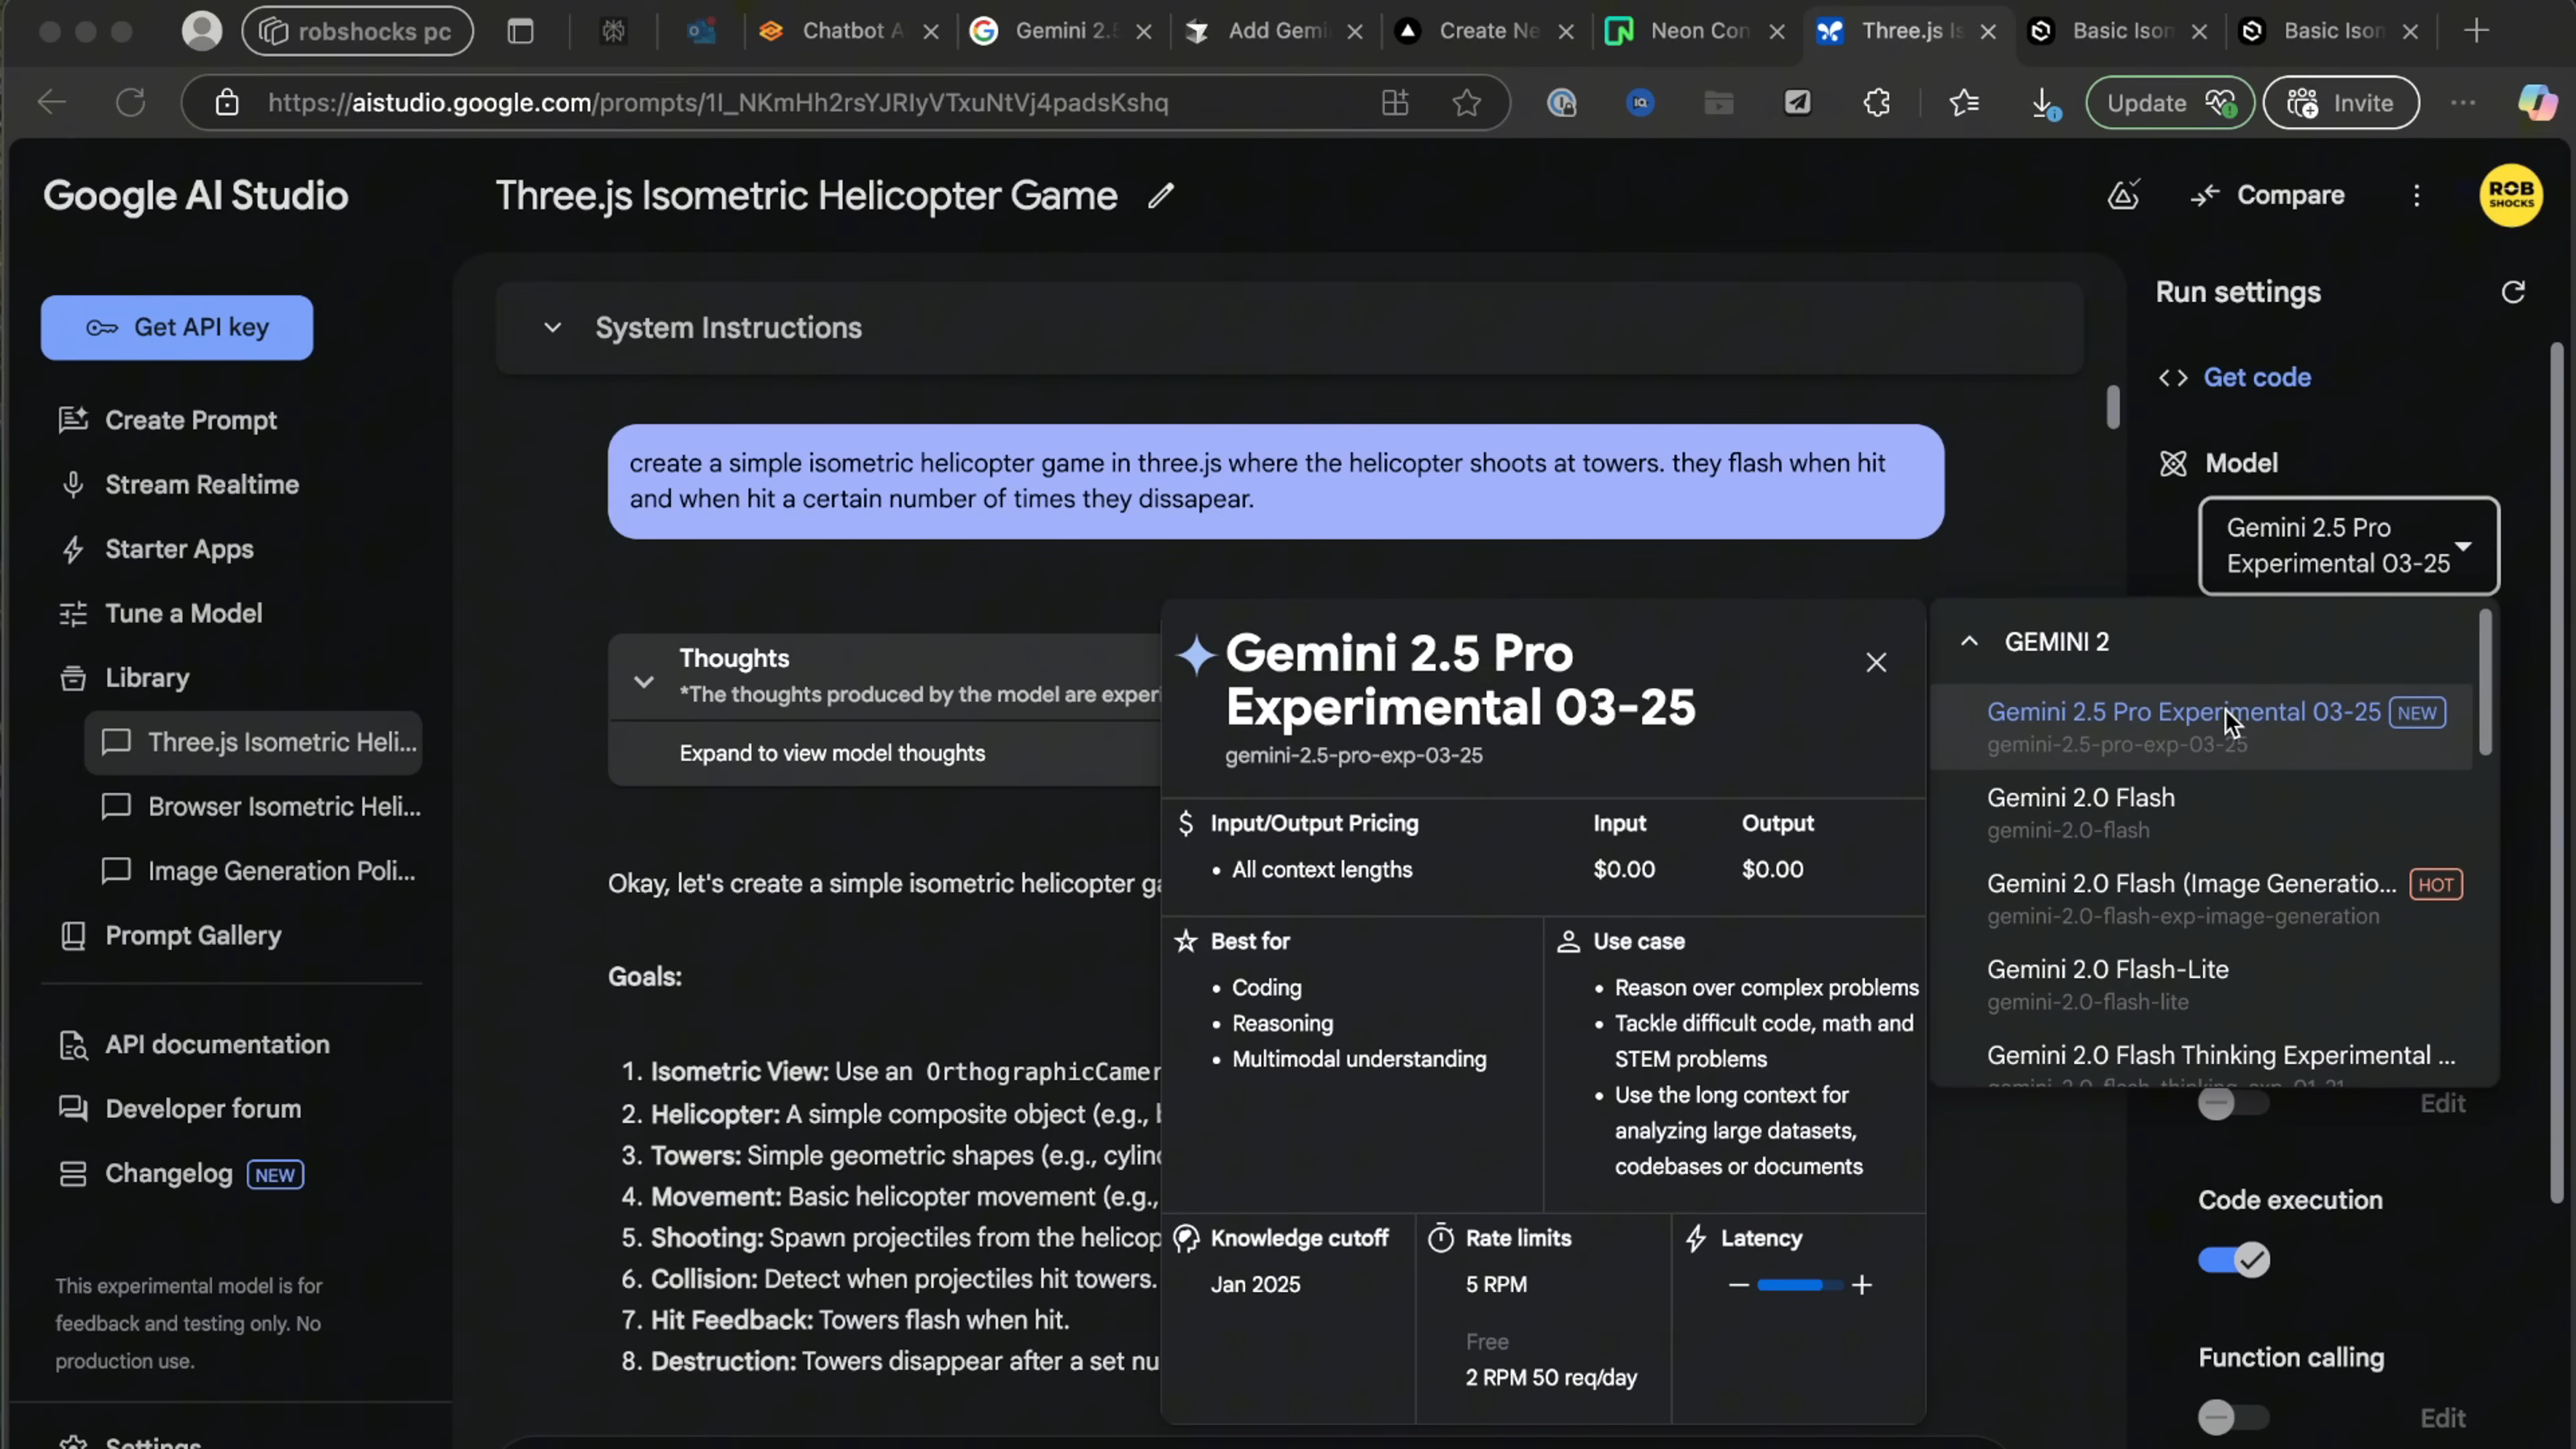 robshocks pc
Chatbot A
Gemini 2.5
Add Gemi
Create Ne
Neon Con
Three.js Is
Basic Ison
Basic Ison
https://aistudio.google.com/prompts/1l_NKmHh2rsYJRIyVTxuNtVj4padsKshq
Update
Invite
Google AI Studio
Three.js Isometric Helicopter Game
Compare
ROB
SHOCKS
Get API key
Create Prompt
Stream Realtime
Starter Apps
Tune a Model
Library
Three.js Isometric Heli...
Browser Isometric Heli...
Image Generation Poli...
Prompt Gallery
API documentation
Developer forum
Changelog NEW
This experimental model is for
feedback and testing only. No
production use.
Settings
System Instructions
create a simple isometric helicopter game in three.js where the helicopter shoots at towers. they flash when hit
and when hit a certain number of times they dissapear.
Thoughts
*The thoughts produced by the model are experi
Expand to view model thoughts
Okay, let's create a simple isometric helicopter ga
Goals:
1. Isometric View: Use an OrthographicCamer
2. Helicopter: A simple composite object (e.g., b
3. Towers: Simple geometric shapes (e.g., cylind
4. Movement: Basic helicopter movement (e.g.,
5. Shooting: Spawn projectiles from the helicop
6. Collision: Detect when projectiles hit towers.
7. Hit Feedback: Towers flash when hit.
8. Destruction: Towers disappear after a set nu
Gemini 2.5 Pro
Experimental 03-25
gemini-2.5-pro-exp-03-25
Input/Output Pricing Input Output
• All context lengths $0.00 $0.00
Best for
• Coding
• Reasoning
• Multimodal understanding
Use case
• Reason over complex problems
• Tackle difficult code, math and
STEM problems
• Use the long context for
analyzing large datasets,
codebases or documents
Knowledge cutoff
Jan 2025
Rate limits
5 RPM
Free
2 RPM 50 req/day
Latency
Run settings
Get code
Model
Gemini 2.5 Pro
Experimental 03-25
GEMINI 2
Gemini 2.5 Pro Experimental 03-25 NEW
gemini-2.5-pro-exp-03-25
Gemini 2.0 Flash
gemini-2.0-flash
Gemini 2.0 Flash (Image Generatio... HOT
gemini-2.0-flash-exp-image-generation
Gemini 2.0 Flash-Lite
gemini-2.0-flash-lite
Gemini 2.0 Flash Thinking Experimental ...
gemini-2.0-flash-thinking-exp-01-21
Edit
Code execution
Function calling
Edit